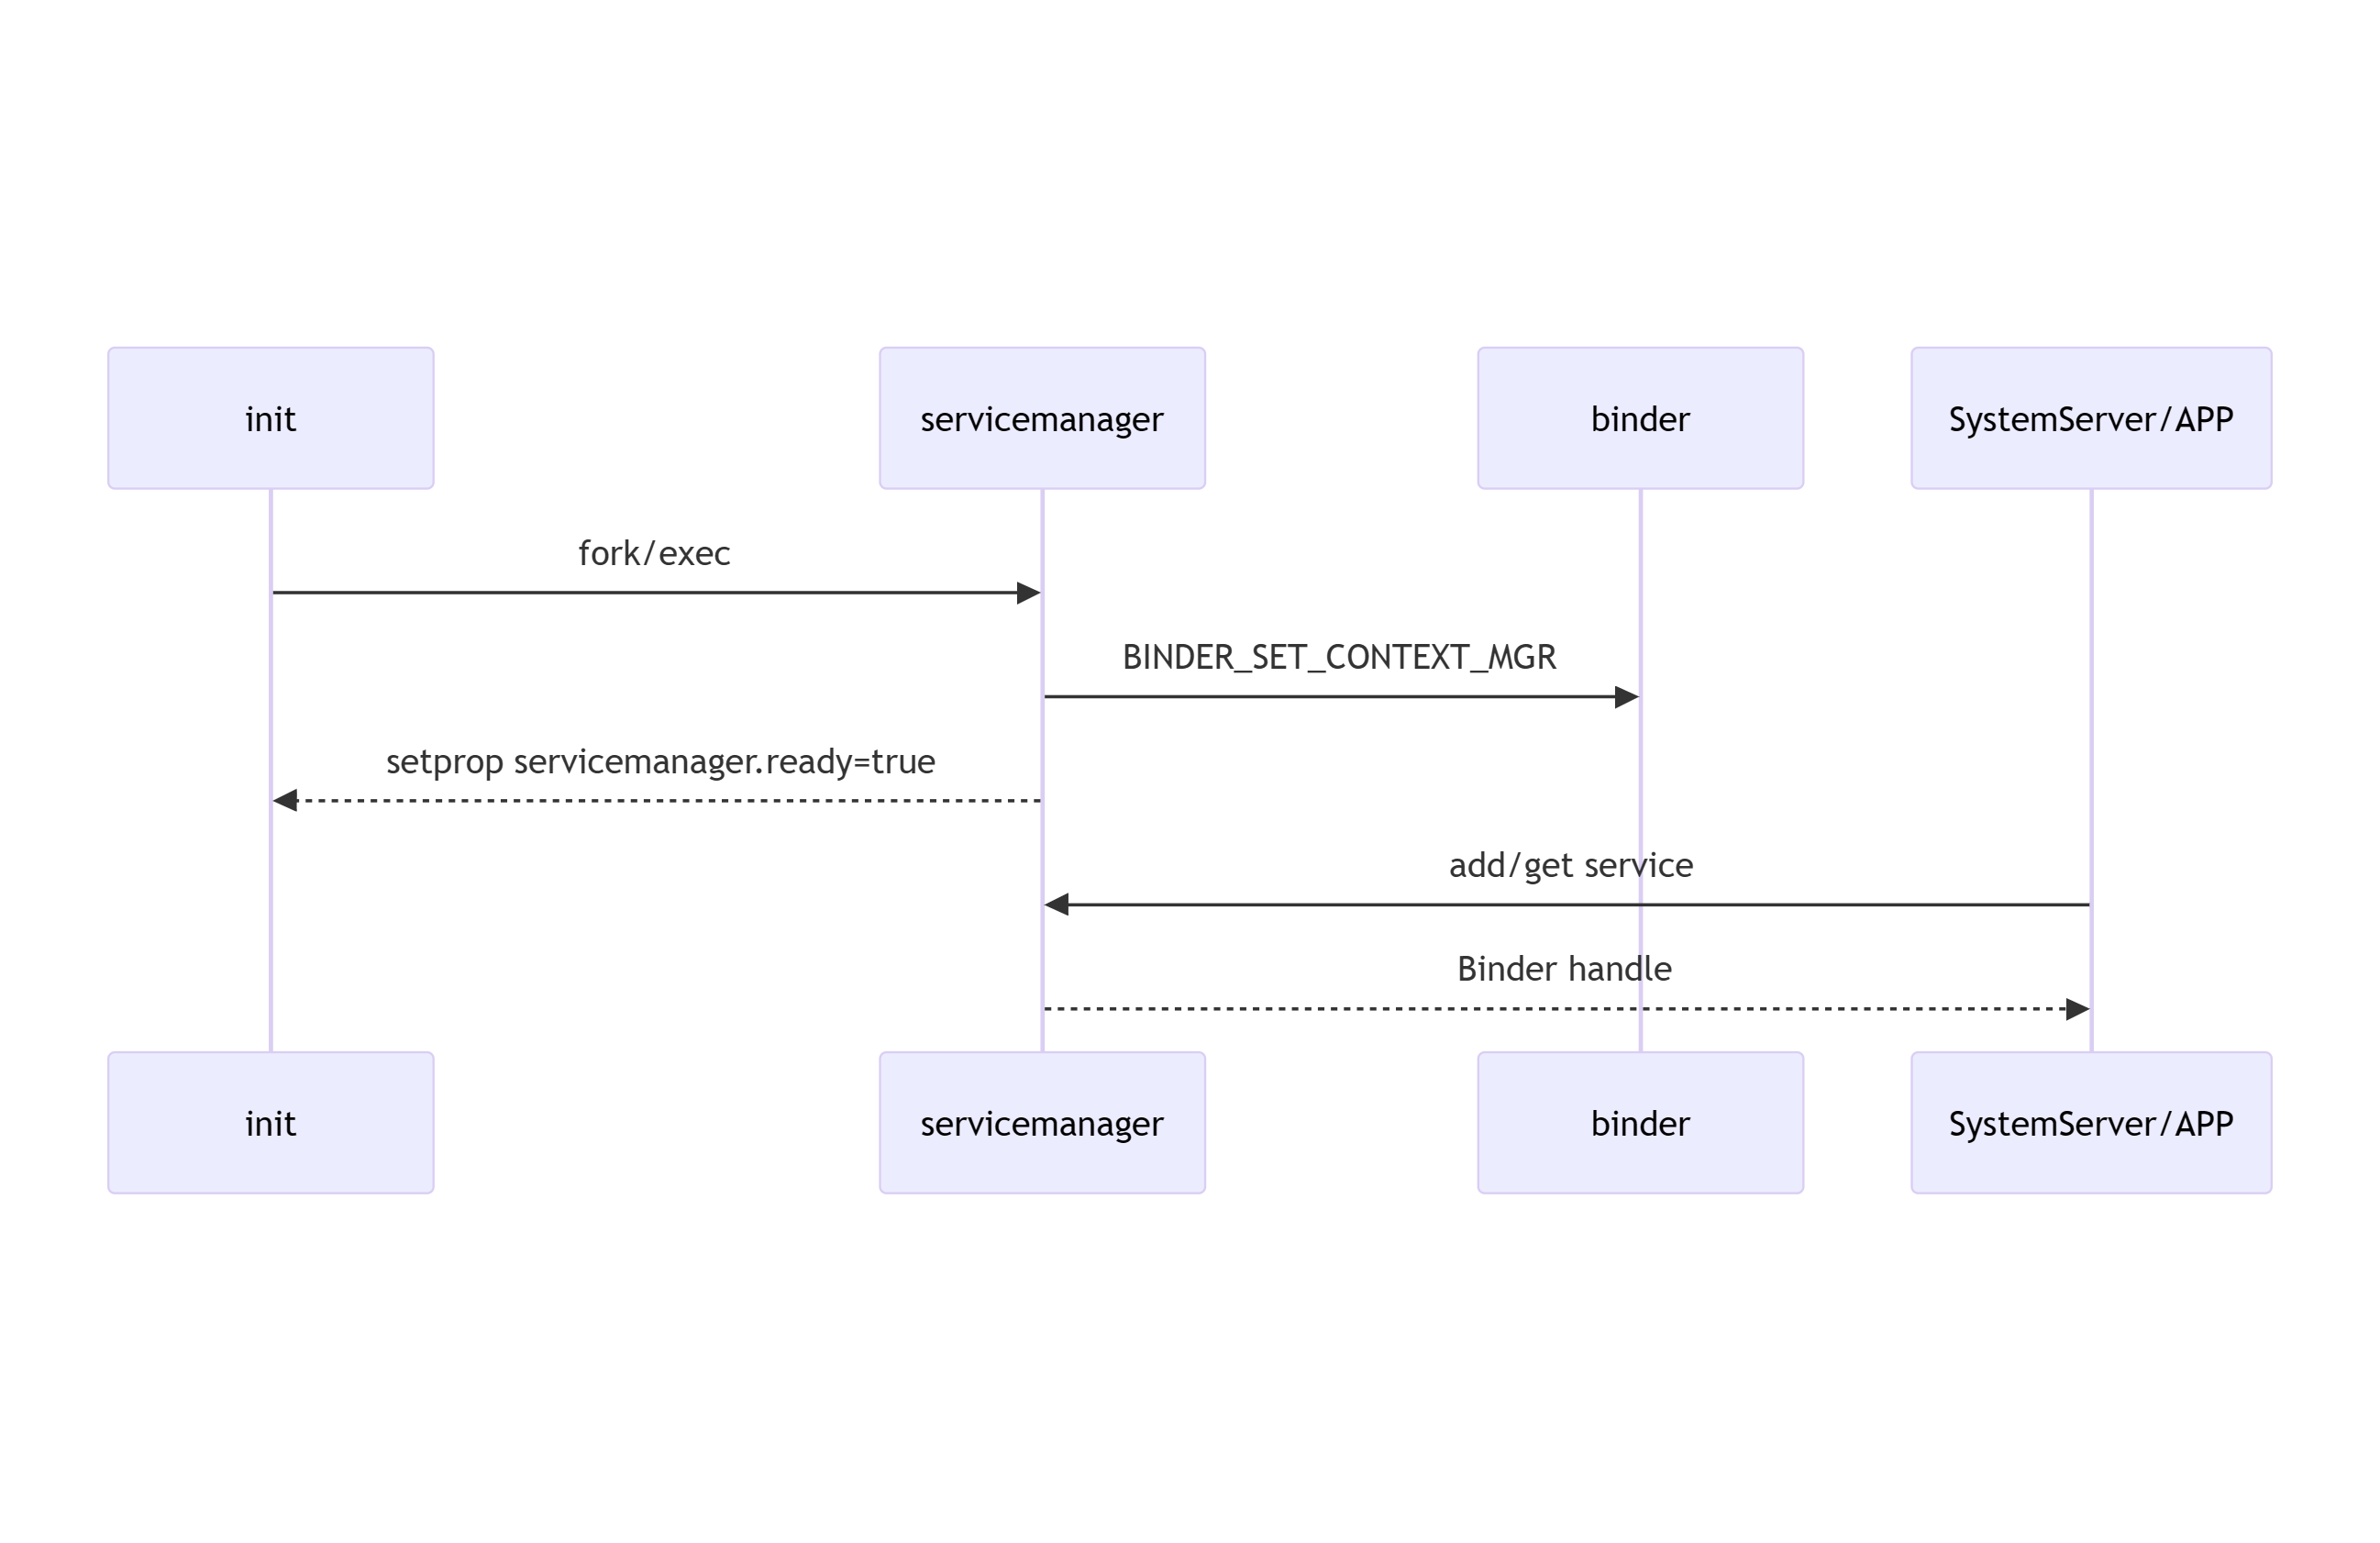 init
servicemanager
binder
SystemServer/APP
fork/exec
BINDER_SET_CONTEXT_MGR
setprop servicemanager.ready=true
add/get service
Binder handle
init
servicemanager
binder
SystemServer/APP